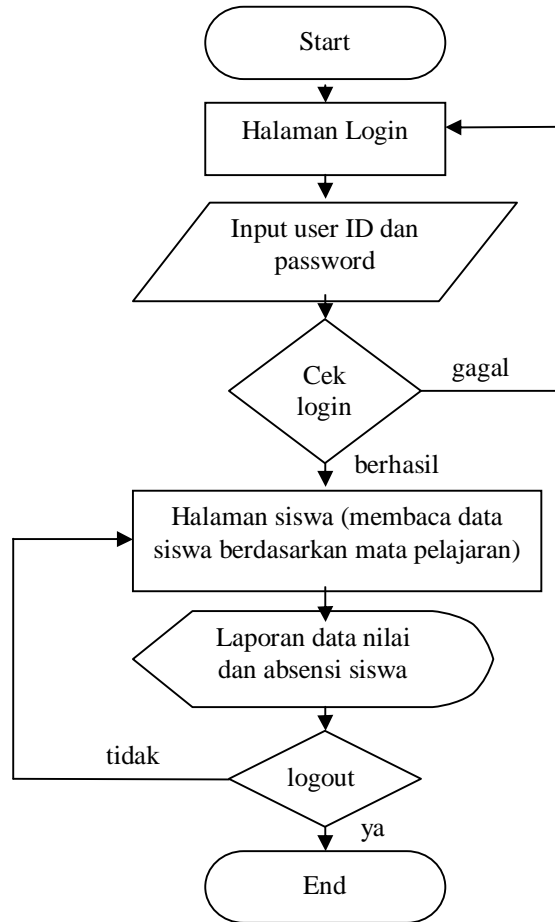 Start
Halaman Login
Input user ID dan
password
Cek
login
gagal
berhasil
Halaman siswa (membaca data
siswa berdasarkan mata pelajaran)
Laporan data nilai
dan absensi siswa
tidak
logout
ya
End